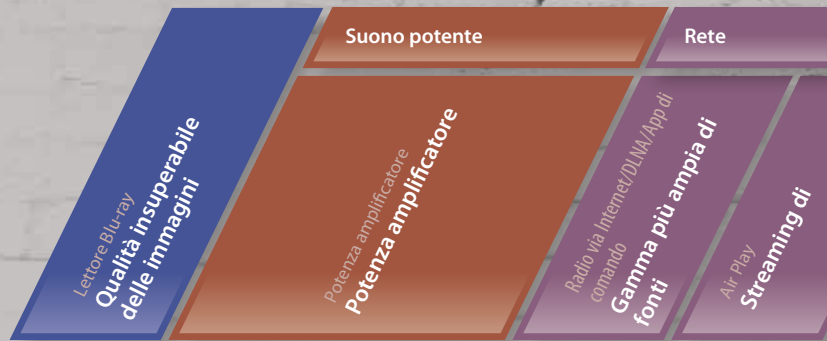 Suono potente
Rete
Lettore Blu-ray
Qualità insuperabile
delle immagini
Potenza amplificatore
Potenza amplificatore
Radio via Internet/DLNA/App di
comando
Gamma più ampia di
fonti
Air Play
Streaming di